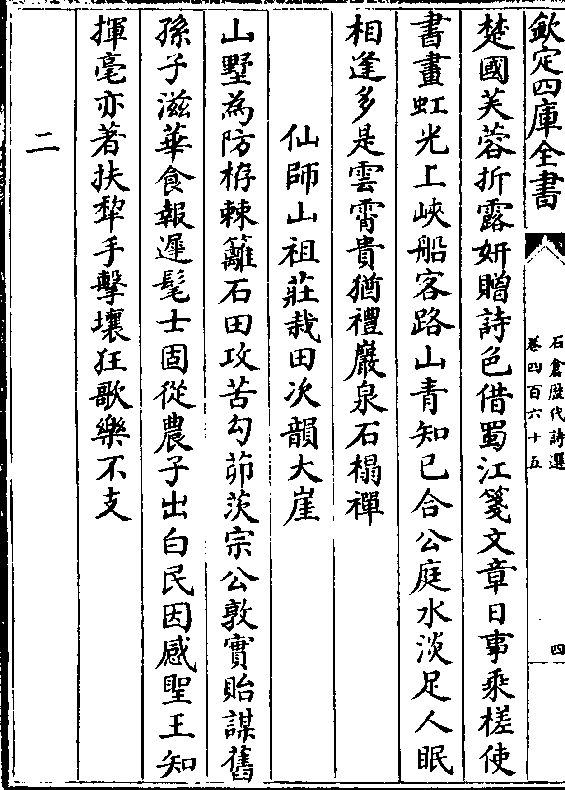 欽定四庫全書
石倉歴代詩選
卷四百六十五
四
楚國芙蓉折露妍贈詩色借蜀江箋文章日事乘槎使
書畫虹光上峽船客路山青知已合公庭水淡足人眠
相逢多是雲霄貴猶禮巖泉石榻禪
仙師山祖莊栽田次韻大崖
山墅為防栫棘籬石田攻苦勾茆茨宗公敦實貽謀舊
孫子滋華食報遲髦士固從農子出白民因感聖王知
揮毫亦著扶犂手擊壤狂歌樂不支
二